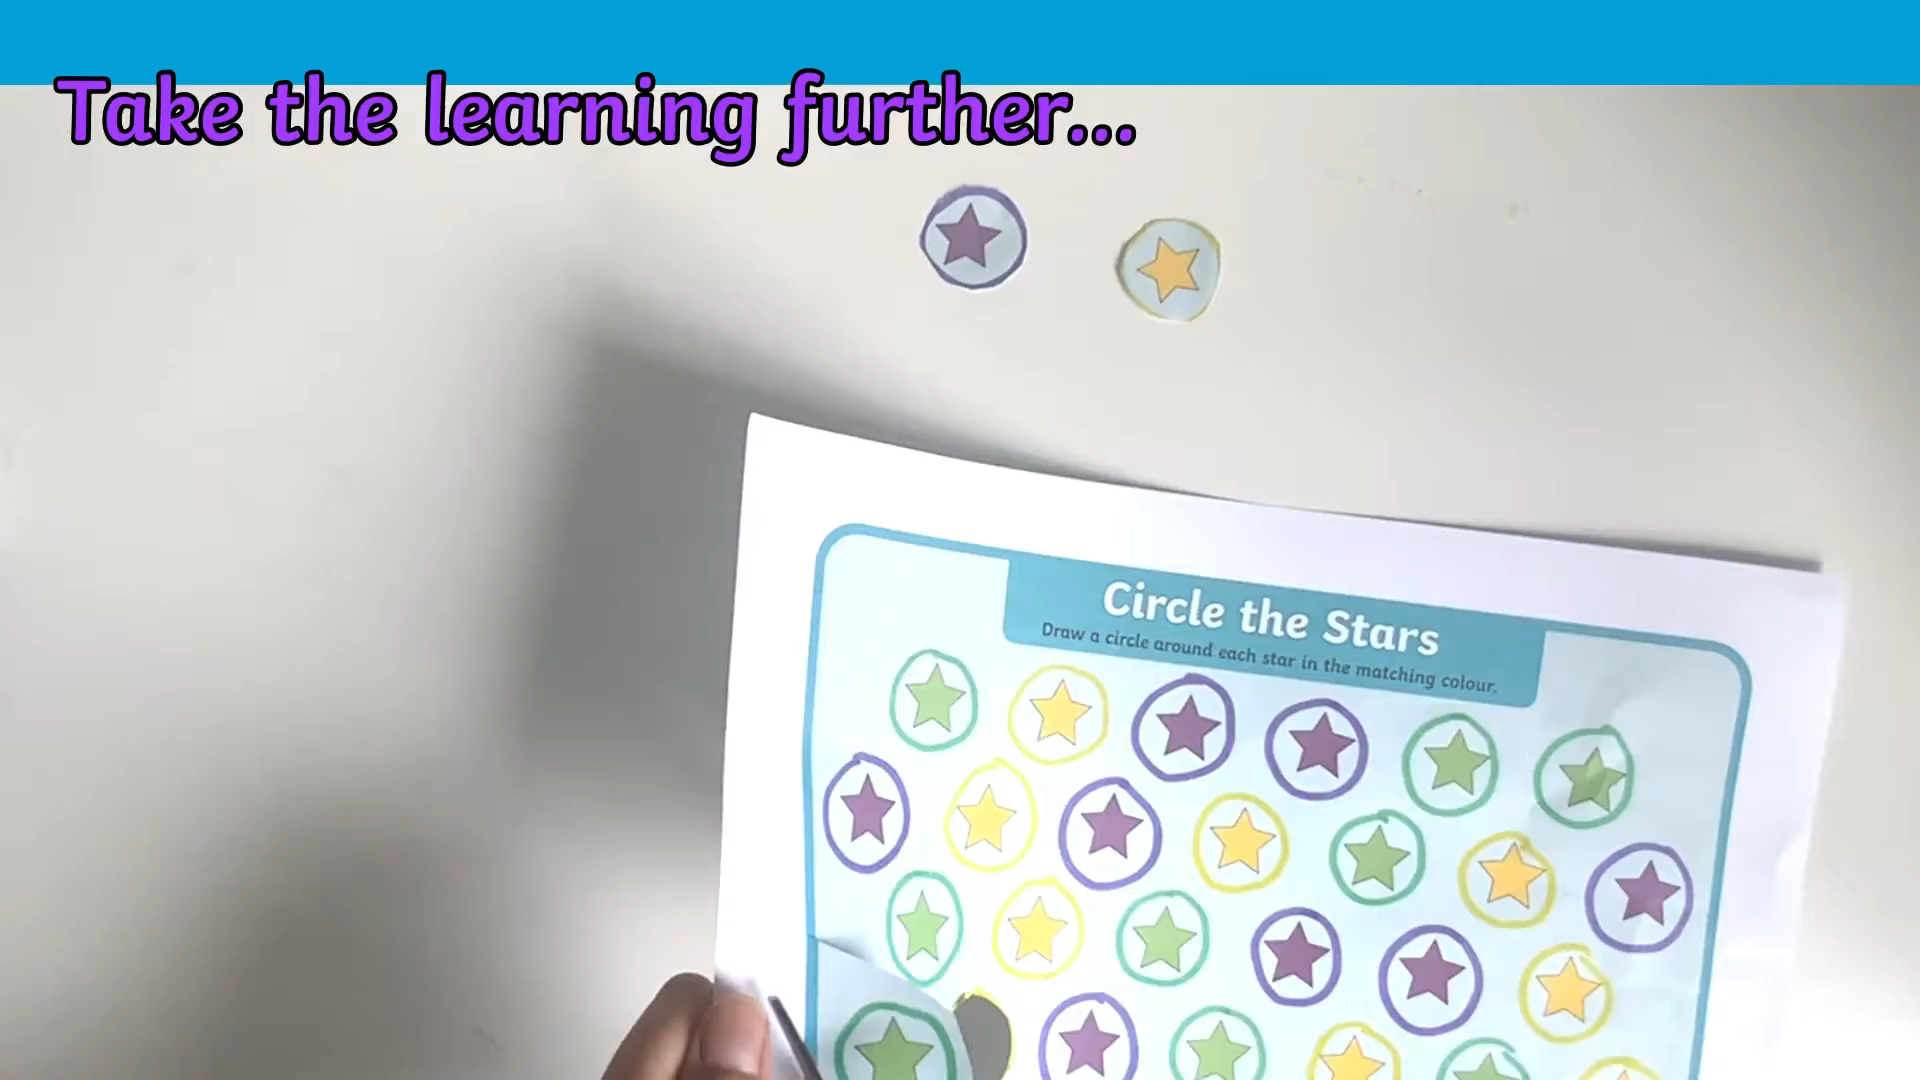 Take the learning further...
Circle the Stars
Draw a circle around each star in the matching colour.